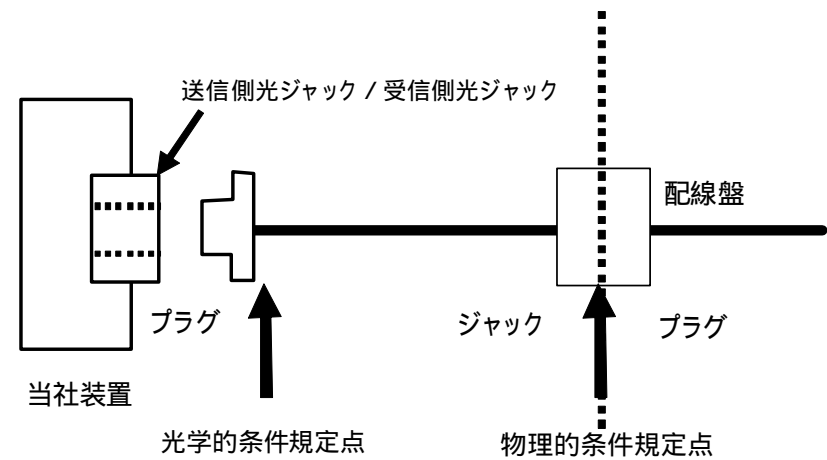 送信側光ジャック / 受信側光ジャック
配線盤
プラグ
ジャック
プラグ
当社装置
光学的条件規定点
物理的条件規定点